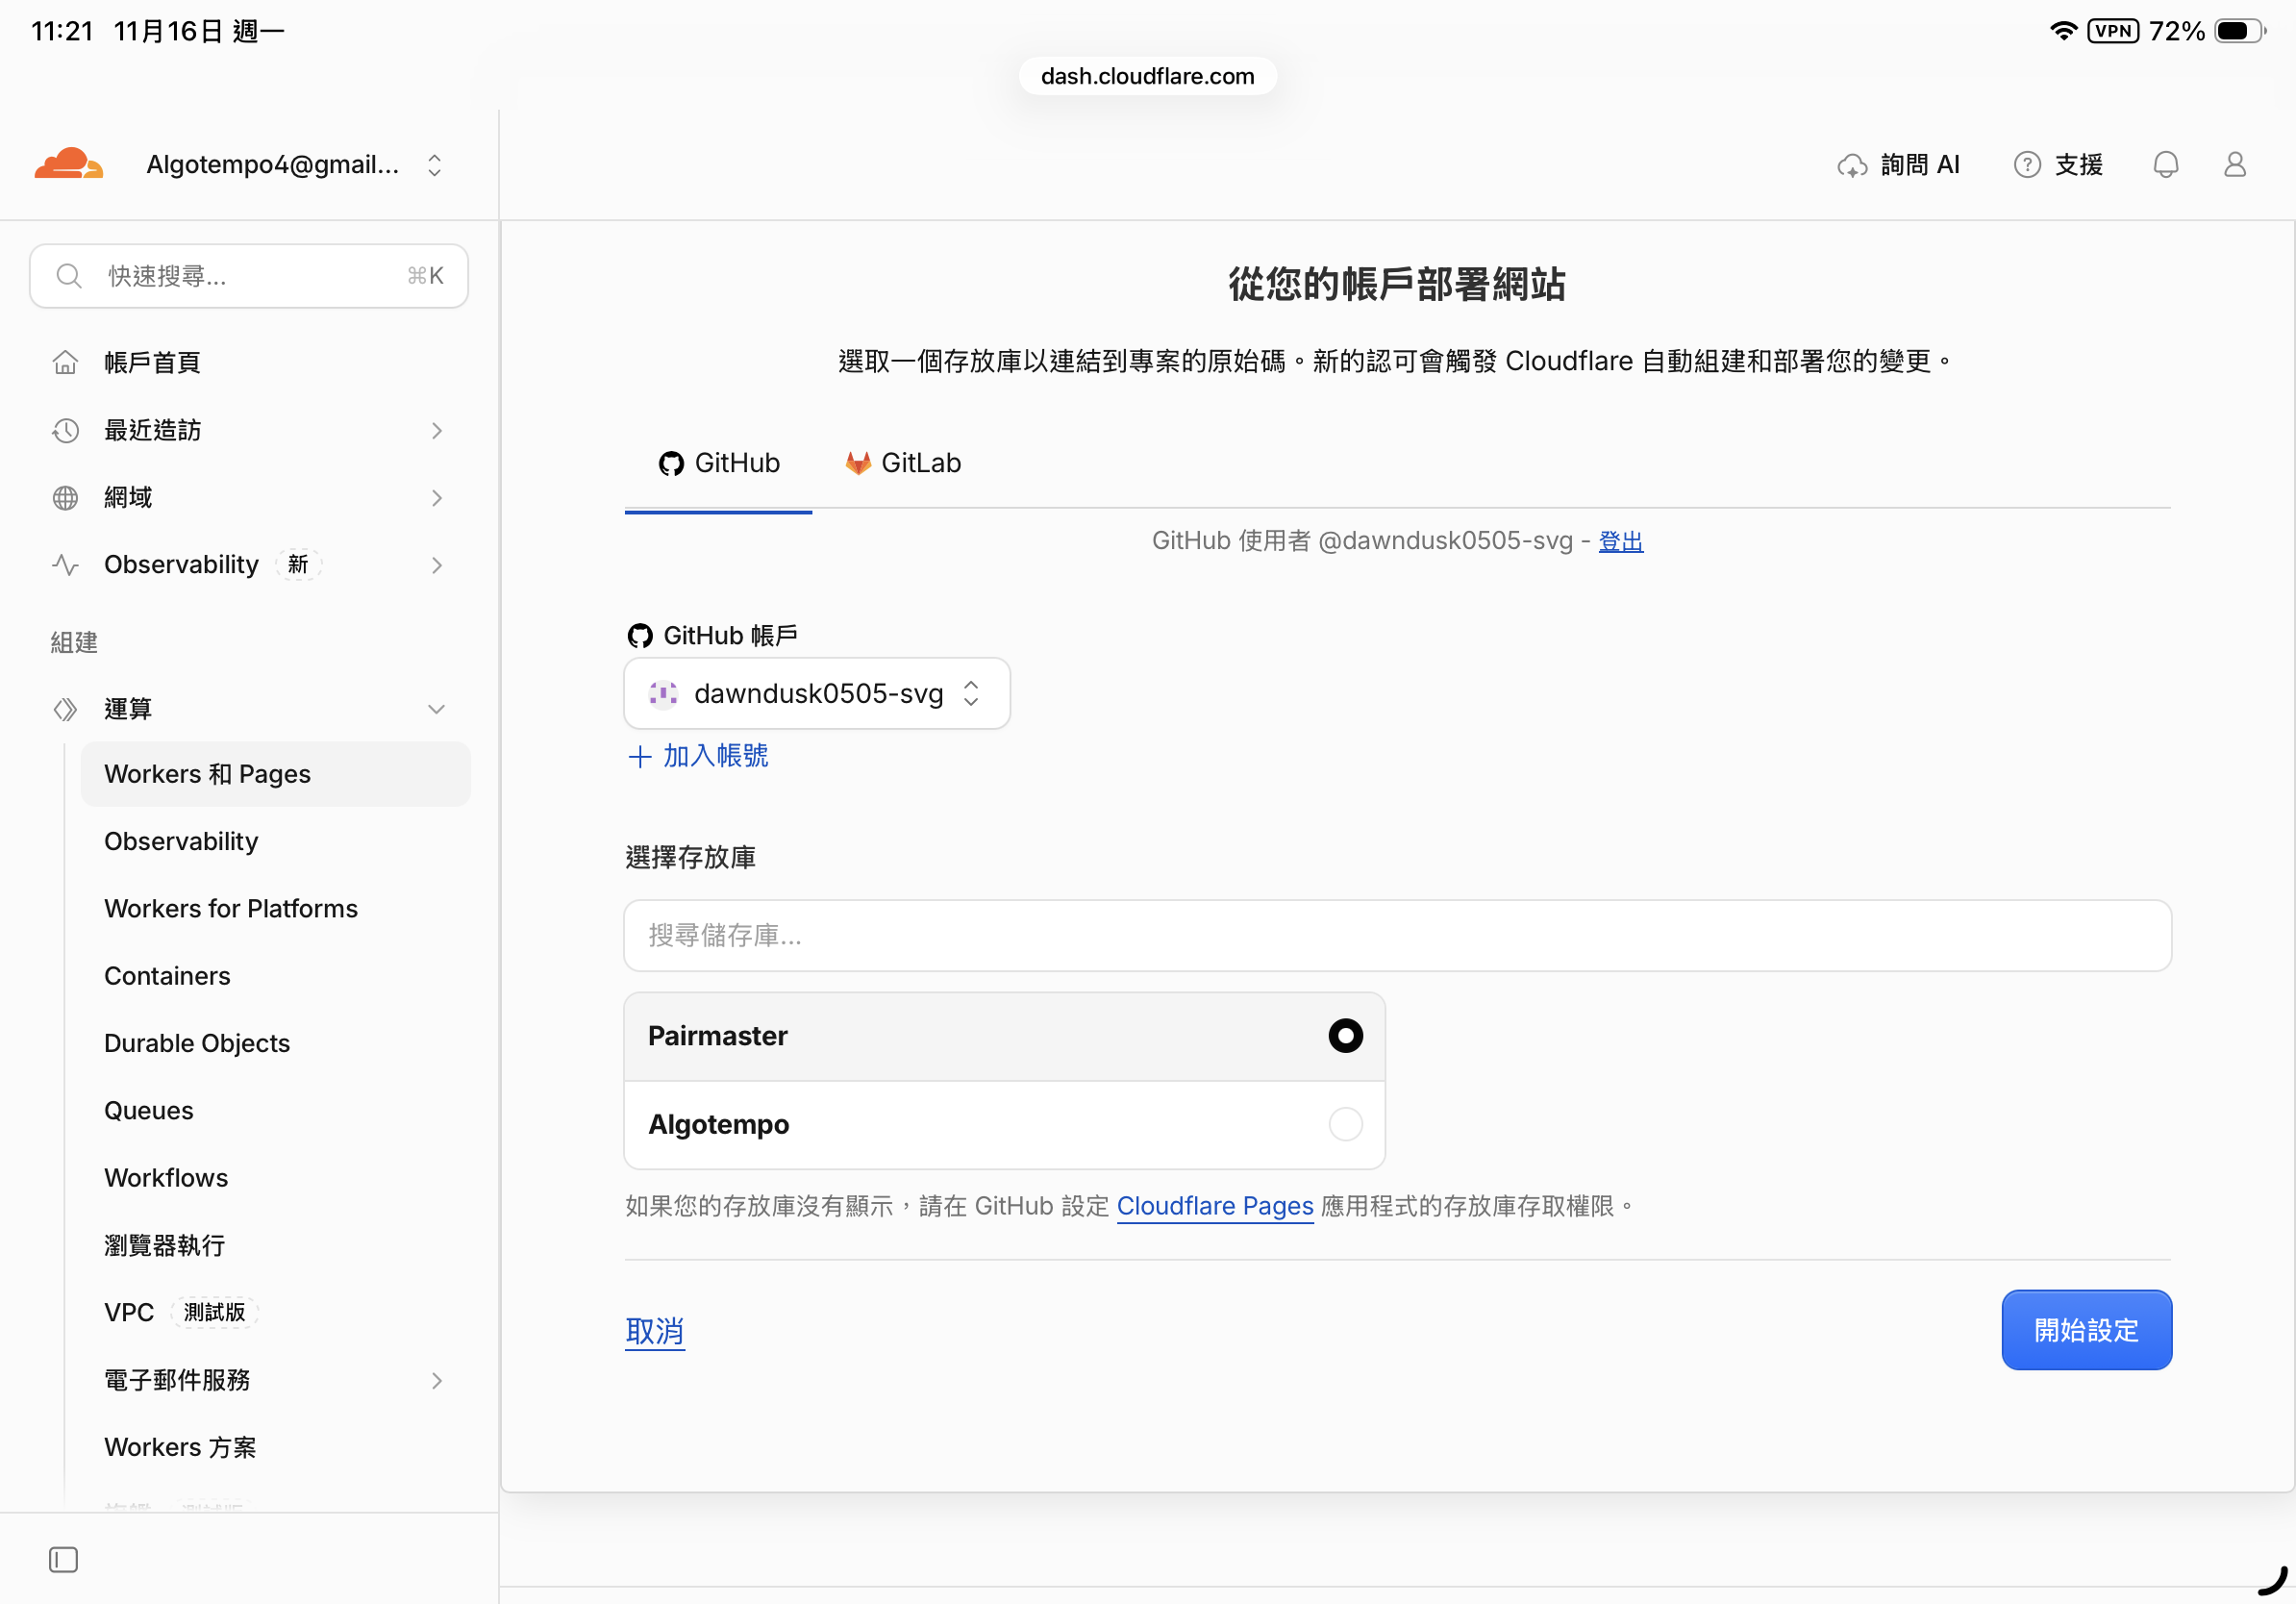 11:21 11月16日 週一
VPN 72%
dash.cloudflare.com
Algotempo4@gmail...
詢問 AI
支援
快速搜尋... ⌘K
帳戶首頁
最近造訪
網域
Observability 新
組建
運算
Workers 和 Pages
Observability
Workers for Platforms
Containers
Durable Objects
Queues
Workflows
瀏覽器執行
VPC 測試版
電子郵件服務
Workers 方案
從您的帳戶部署網站
選取一個存放庫以連結到專案的原始碼。新的認可會觸發 Cloudflare 自動組建和部署您的變更。
GitHub GitLab
GitHub 使用者 @dawndusk0505-svg - 登出
GitHub 帳戶
dawndusk0505-svg
加入帳號
選擇存放庫
搜尋儲存庫...
Pairmaster
Algotempo
如果您的存放庫沒有顯示，請在 GitHub 設定 Cloudflare Pages 應用程式的存放庫存取權限。
取消
開始設定